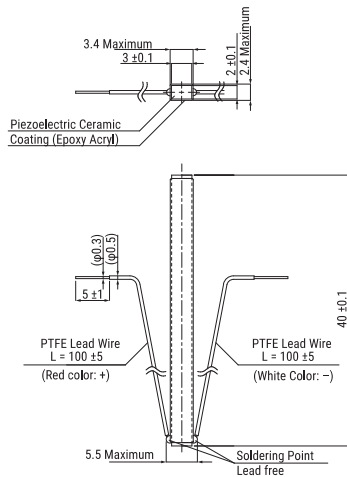 3.4 Maximum
3 ±0.1
2 ±0.1
2.4 Maximum
Piezoelectric Ceramic
Coating (Epoxy Acryl)
(φ0.3)
(φ0.5)
5 ±1
40 ±0.1
PTFE Lead Wire
L = 100 ±5
(Red color: +)
PTFE Lead Wire
L = 100 ±5
(White Color: −)
5.5 Maximum
Soldering Point
Lead free